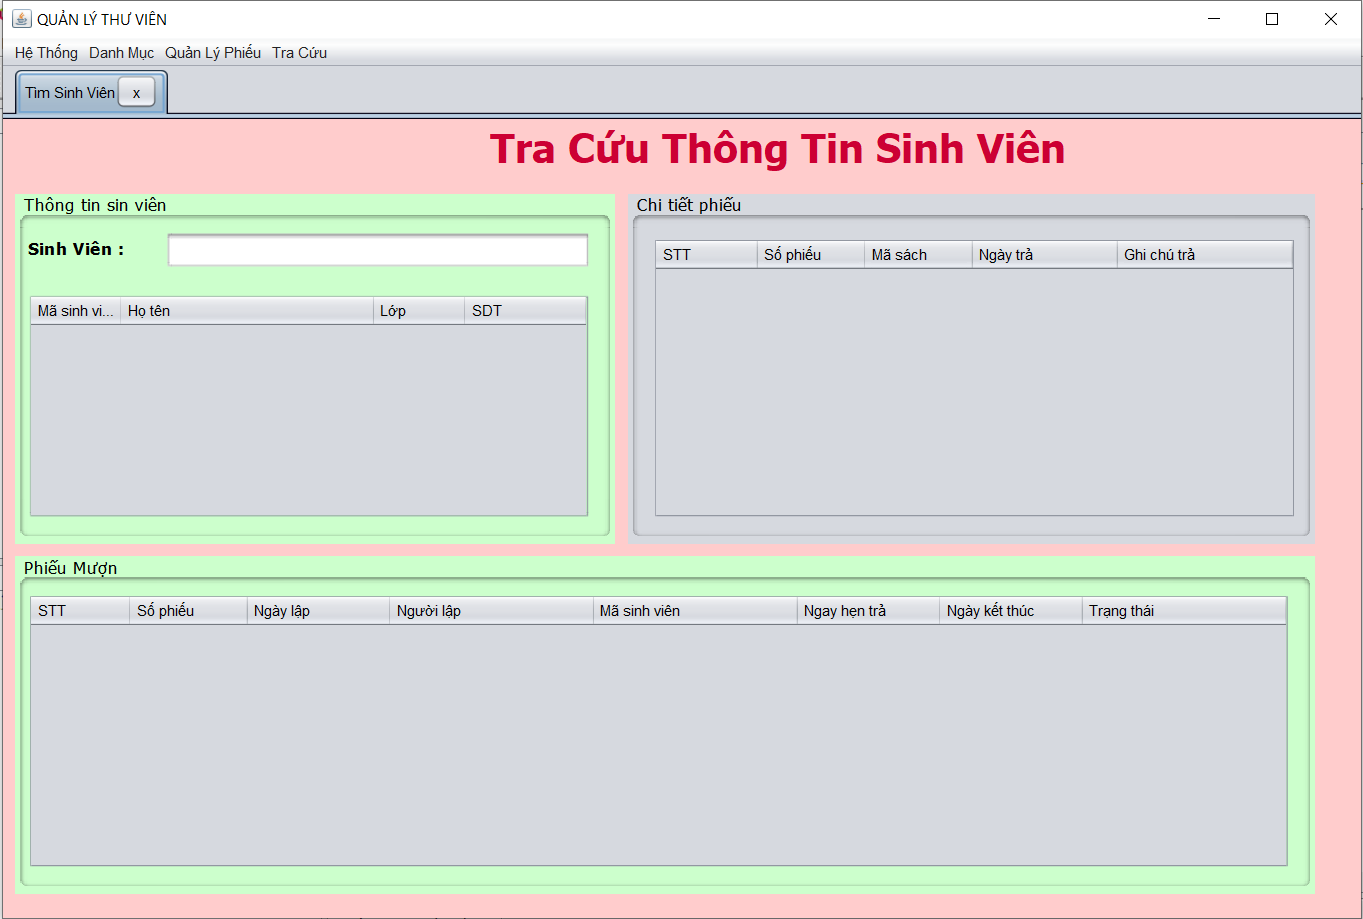 QUẢN LÝ THƯ VIÊN
Hệ Thống Danh Mục Quản Lý Phiếu Tra Cứu
Tìm Sinh Viên x
Tra Cứu Thông Tin Sinh Viên
Thông tin sin viên
Sinh Viên :
Mã sinh vi... Họ tên Lớp SDT
Chi tiết phiếu
STT Số phiếu Mã sách Ngày trả Ghi chú trả
Phiếu Mượn
STT Số phiếu Ngày lập Người lập Mã sinh viên Ngay hẹn trả Ngày kết thúc Trạng thái